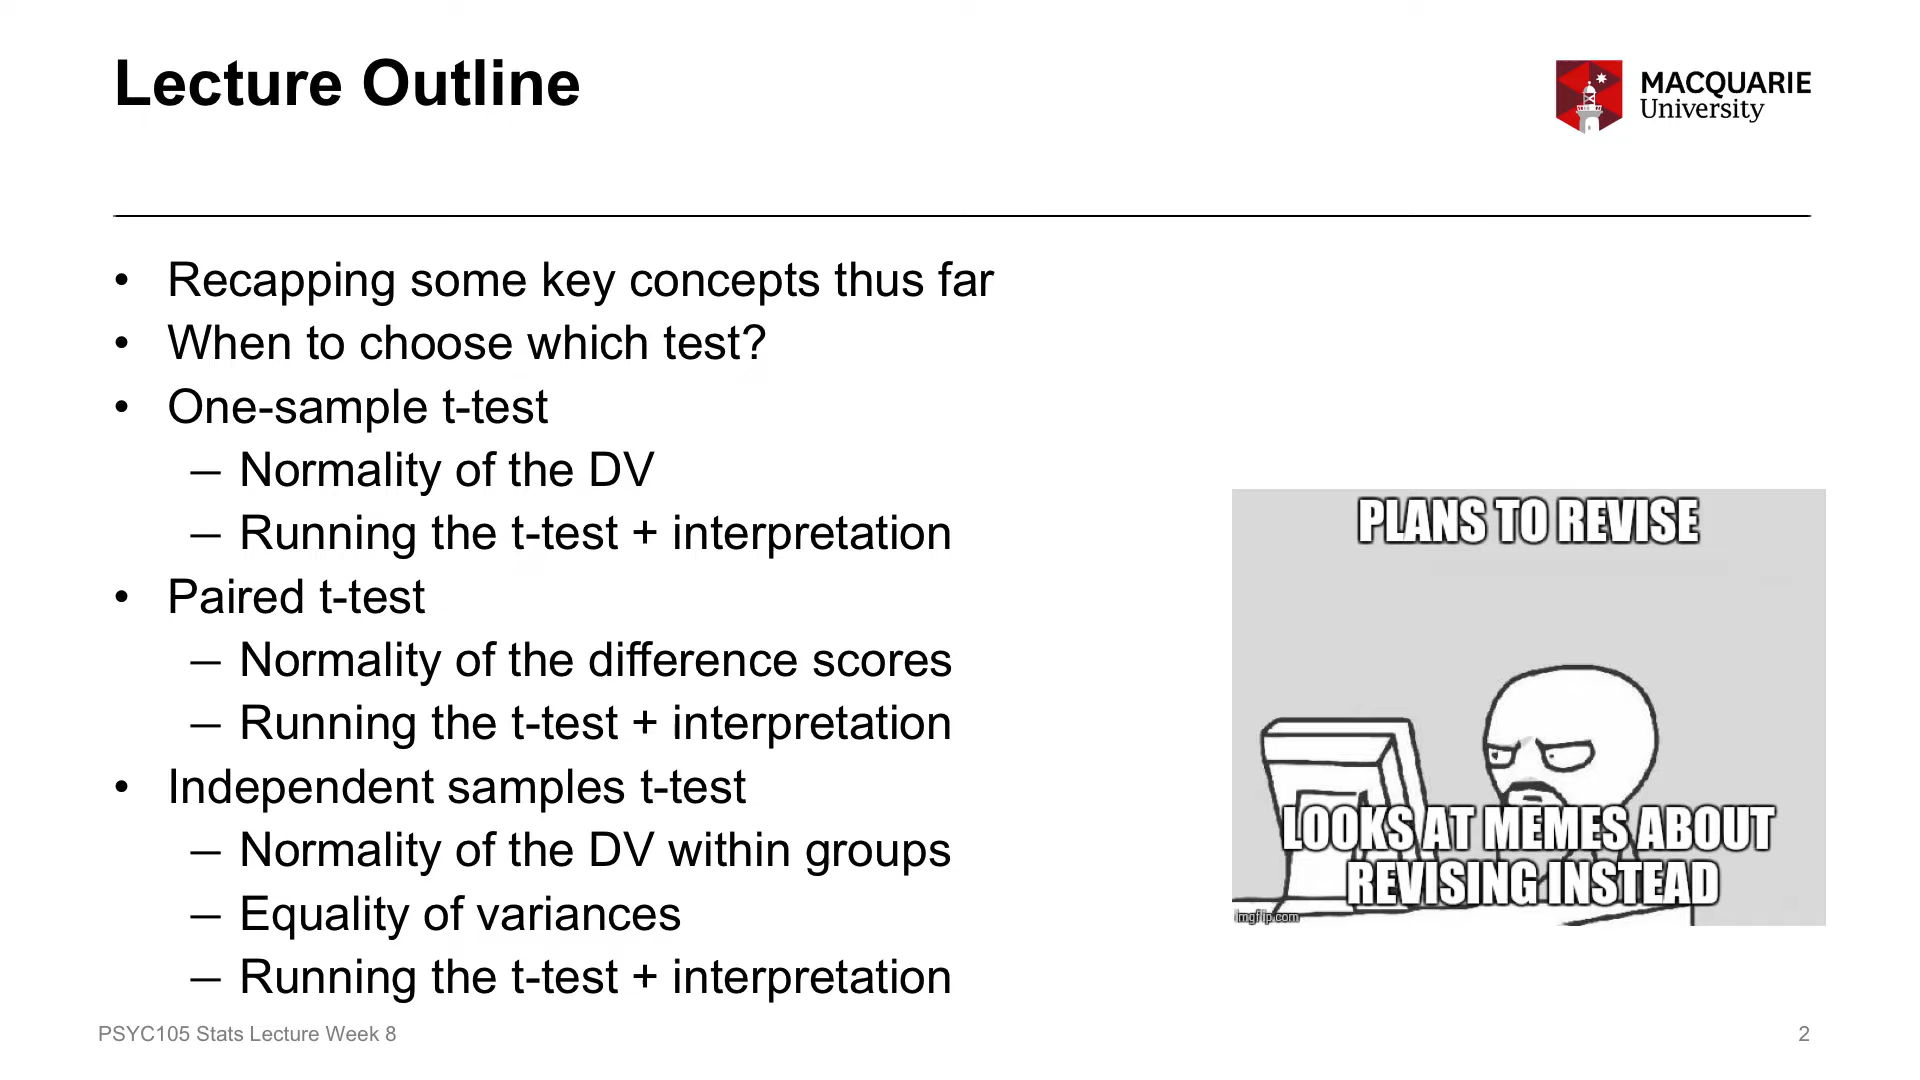 Lecture Outline
MACQUARIE
University
• Recapping some key concepts thus far
• When to choose which test?
• One-sample t-test
– Normality of the DV
– Running the t-test + interpretation
• Paired t-test
– Normality of the difference scores
– Running the t-test + interpretation
• Independent samples t-test
– Normality of the DV within groups
– Equality of variances
– Running the t-test + interpretation
PLANS TO REVISE
LOOKS AT MEMES ABOUT
REVISING INSTEAD
imgflip.com
PSYC105 Stats Lecture Week 8
2